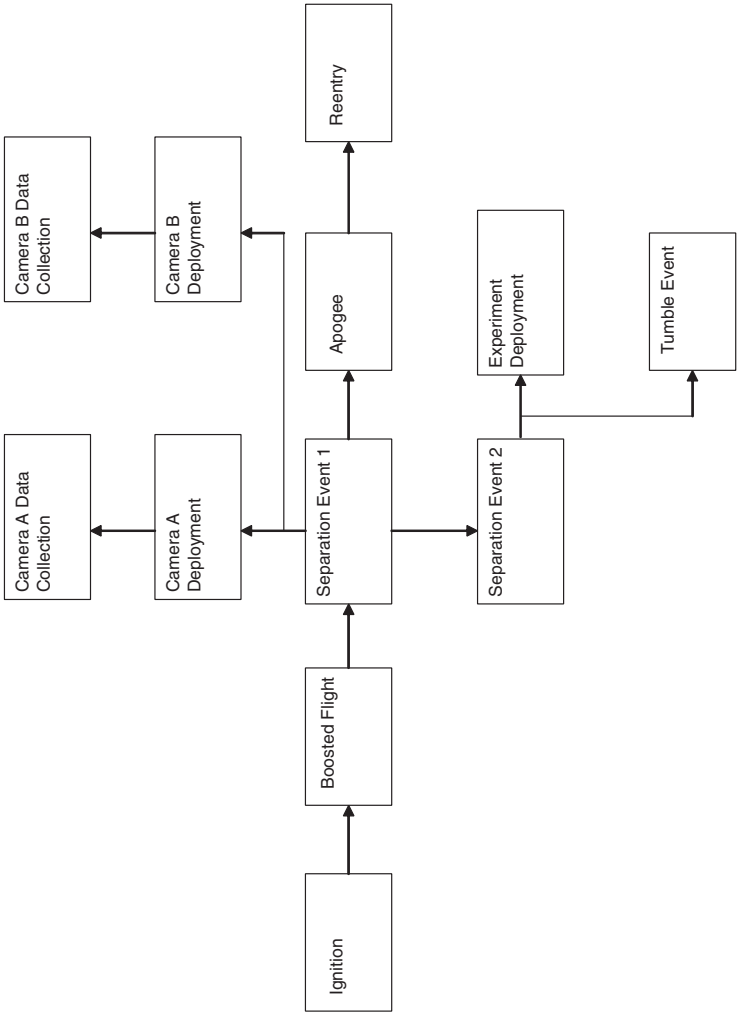 Camera A Data
Collection
Camera B Data
Collection
Camera A
Deployment
Camera B
Deployment
Ignition
Boosted Flight
Separation Event 1
Apogee
Reentry
Separation Event 2
Experiment
Deployment
Tumble Event